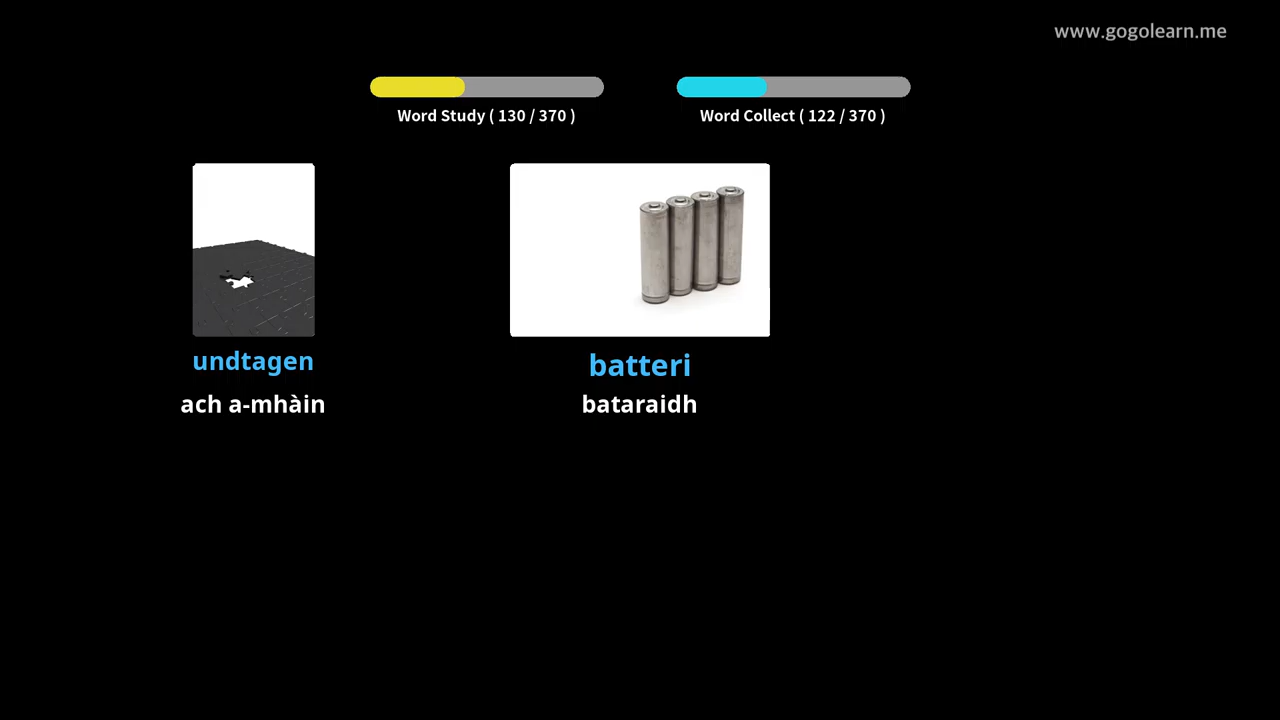 www.gogolearn.me
Word Study ( 130 / 370 )
Word Collect ( 122 / 370 )
undtagen
ach a-mhàin
batteri
bataraidh